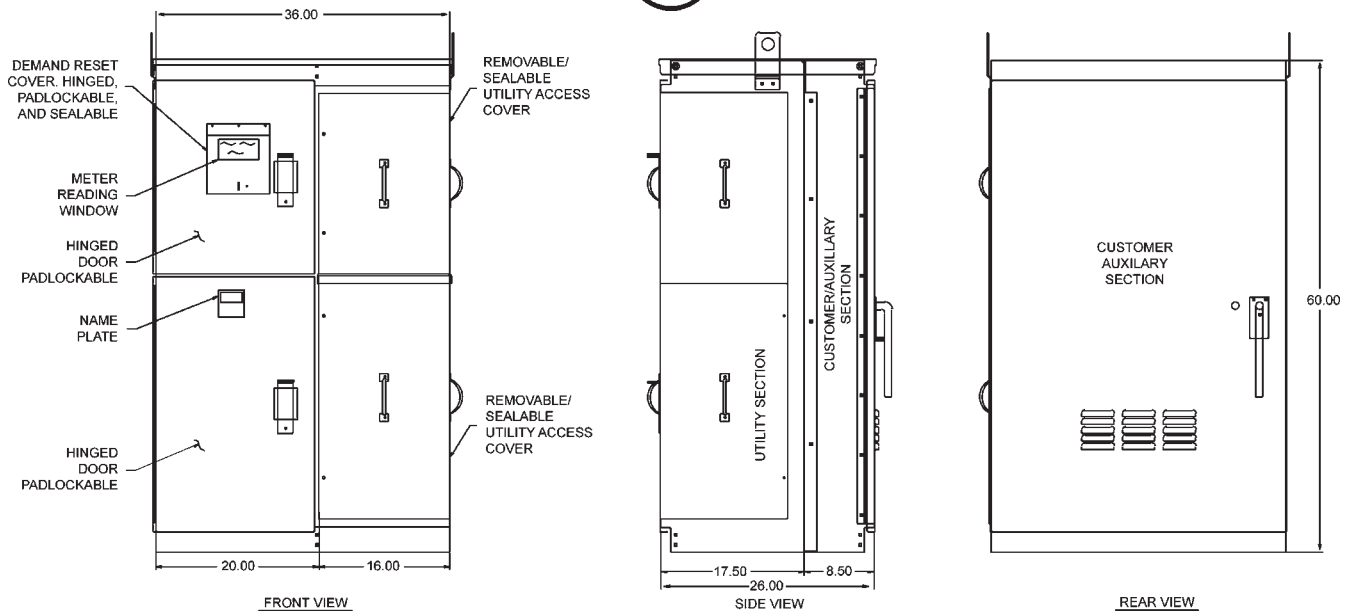 36.00
DEMAND RESET
COVER. HINGED,
PADLOCKABLE,
AND SEALABLE
METER
READING
WINDOW
HINGED
DOOR
PADLOCKABLE
NAME
PLATE
HINGED
DOOR
PADLOCKABLE
REMOVABLE/
SEALABLE
UTILITY ACCESS
COVER
REMOVABLE/
SEALABLE
UTILITY ACCESS
COVER
20.00
16.00
FRONT VIEW
UTILITY SECTION
CUSTOMER/AUXILLARY
SECTION
17.50
8.50
26.00
SIDE VIEW
CUSTOMER
AUXILARY
SECTION
60.00
REAR VIEW